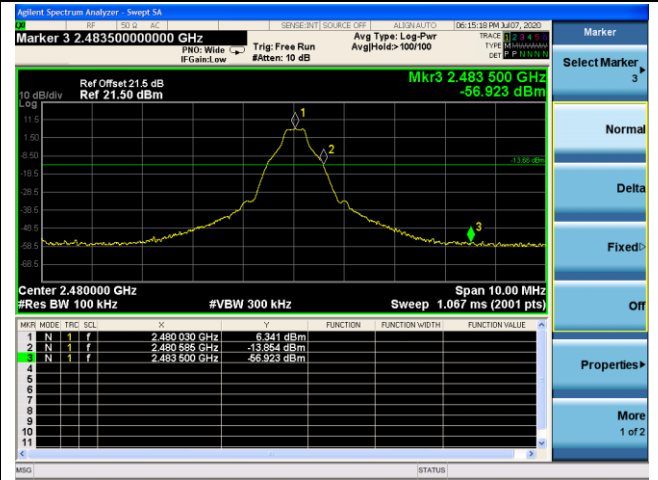 Agilent Spectrum Analyzer - Swept SA
RF 50 Ω AC SENSE:INT SOURCE OFF ALIGN AUTO 06:15:18 PM Jul 07, 2020
Marker 3 2.483500000000 GHz
PNO: Wide
IFGain:Low
Trig: Free Run
#Atten: 10 dB
Avg Type: Log-Pwr
Avg|Hold:>100/100
TRACE 1 2 3 4 5 6
TYPE M
DET P P N N N N
Marker
Select Marker
3
Normal
Delta
Fixed
Off
Properties
More
1 of 2
Ref Offset 21.5 dB
Ref 21.50 dBm
10 dB/div
Log
Mkr3 2.483 500 GHz
-56.923 dBm
11.5
1.50
-8.50
-18.5
-28.5
-38.5
-48.5
-58.5
-68.5
1
2
3
-13.66 dBm
Center 2.480000 GHz
Span 10.00 MHz
#Res BW 100 kHz
#VBW 300 kHz
Sweep 1.067 ms (2001 pts)
MKR MODE TRC SCL X Y FUNCTION FUNCTION WIDTH FUNCTION VALUE
1 N 1 f 2.480 030 GHz 6.341 dBm
2 N 1 f 2.480 585 GHz -13.854 dBm
3 N 1 f 2.483 500 GHz -56.923 dBm
4
5
6
7
8
9
10
11
MSG STATUS